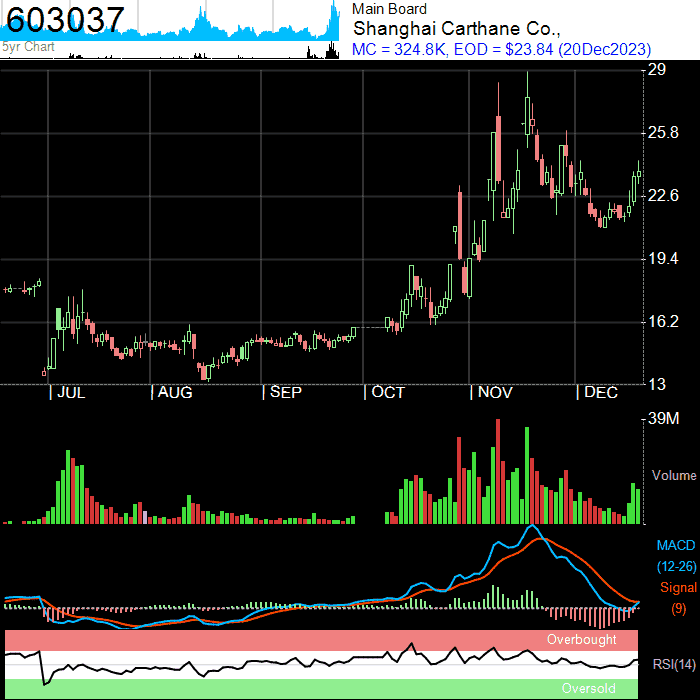 603037
5yr Chart
Main Board
Shanghai Carthane Co.,
MC = 324.8K, EOD = $23.84 (20Dec2023)
29
25.8
22.6
19.4
16.2
13
JUL AUG SEP OCT NOV DEC
39M
Volume
MACD
(12-26)
Signal
(9)
Overbought
RSI(14)
Oversold